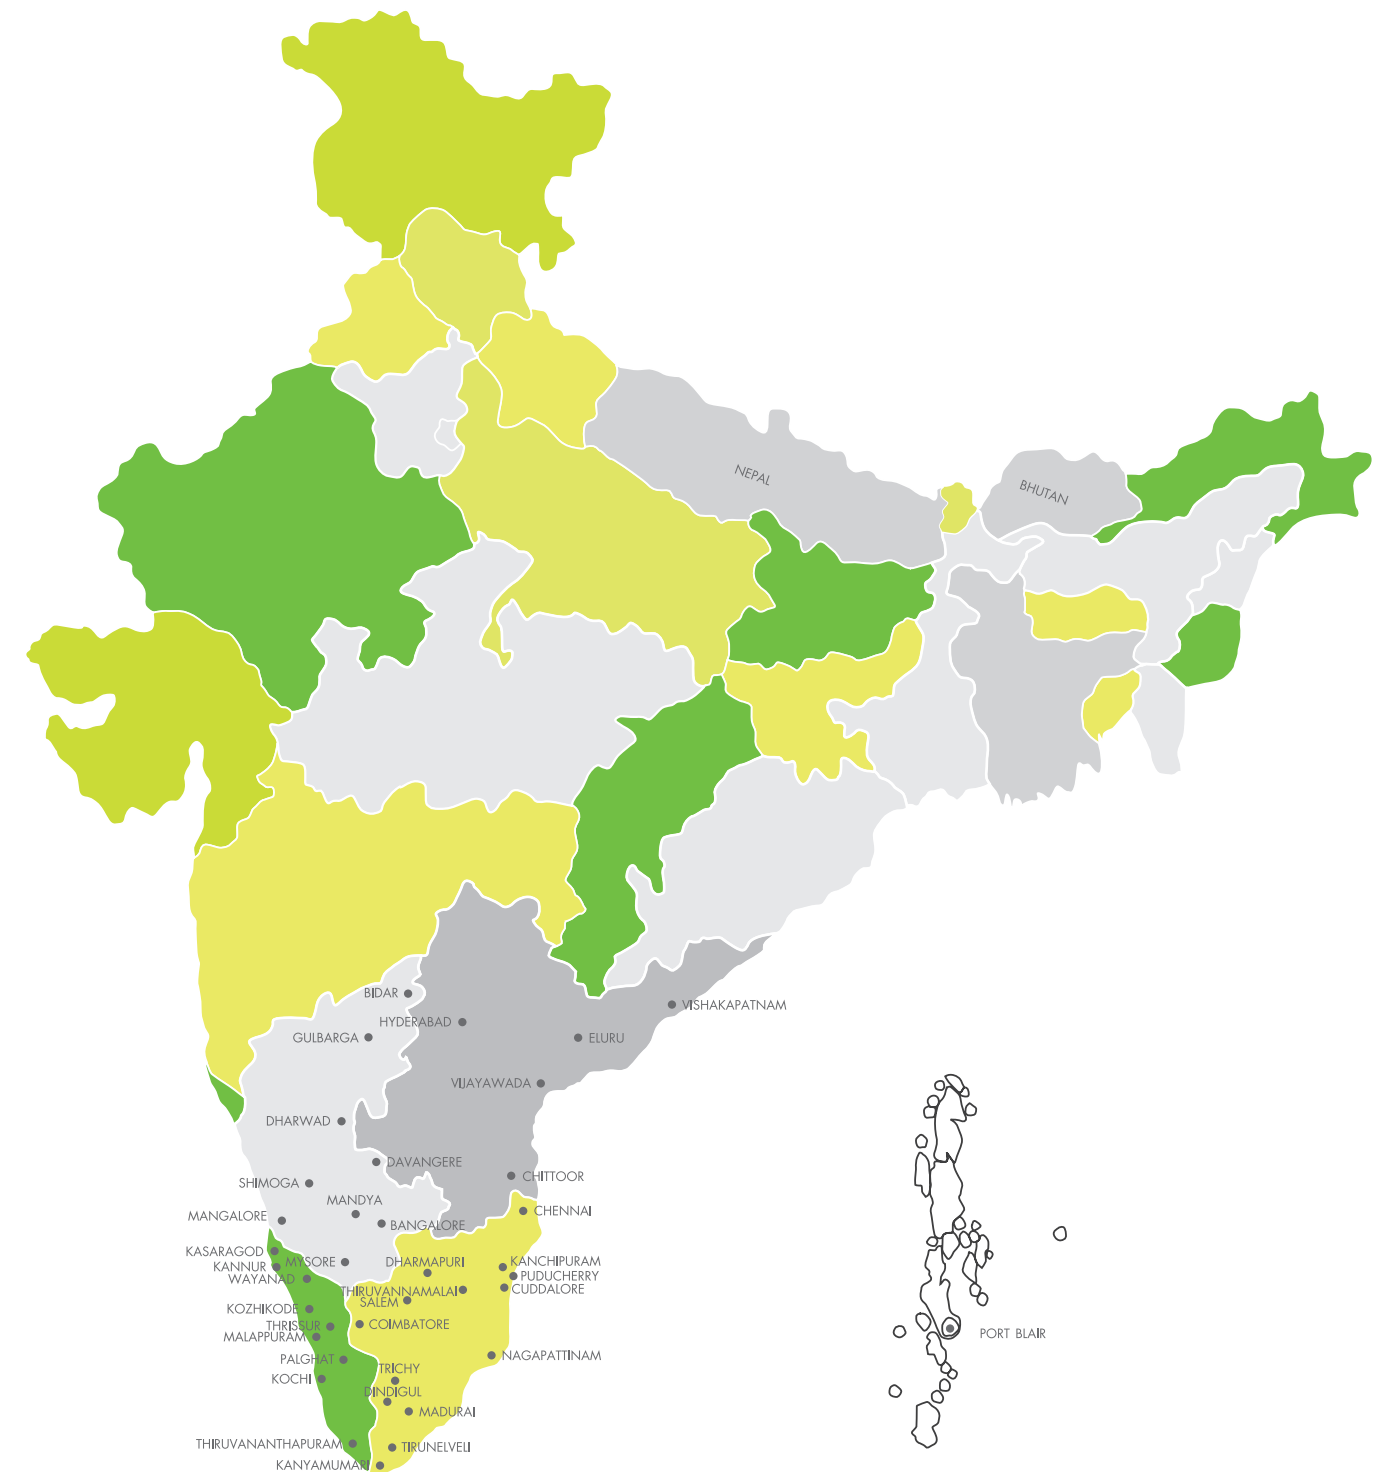 NEPAL
BHUTAN
BIDAR
VISHAKAPATNAM
HYDERABAD
GULBARGA
ELURU
VIJAYAWADA
DHARWAD
DAVANGERE
CHITTOOR
SHIMOGA
MANDYA
CHENNAI
MANGALORE
BANGALORE
KASARAGOD
MYSORE
DHARMAPURI
KANCHIPURAM
KANNUR
PUDUCHERRY
WAYANAD
THIRUVANNAMALAI
CUDDALORE
SALEM
KOZHIKODE
THRISSUR
COIMBATORE
MALAPPURAM
PORT BLAIR
PALGHAT
NAGAPATTINAM
TRICHY
KOCHI
DINDIGUL
MADURAI
THIRUVANANTHAPURAM
TIRUNELVELI
KANYAMUMARI